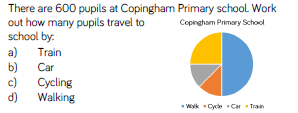 There are 600 pupils at Copingham Primary school. Work
out how many pupils travel to
school by:
a) Train
b) Car
c) Cycling
d) Walking
Copingham Primary School
Walk Cycle Car Train